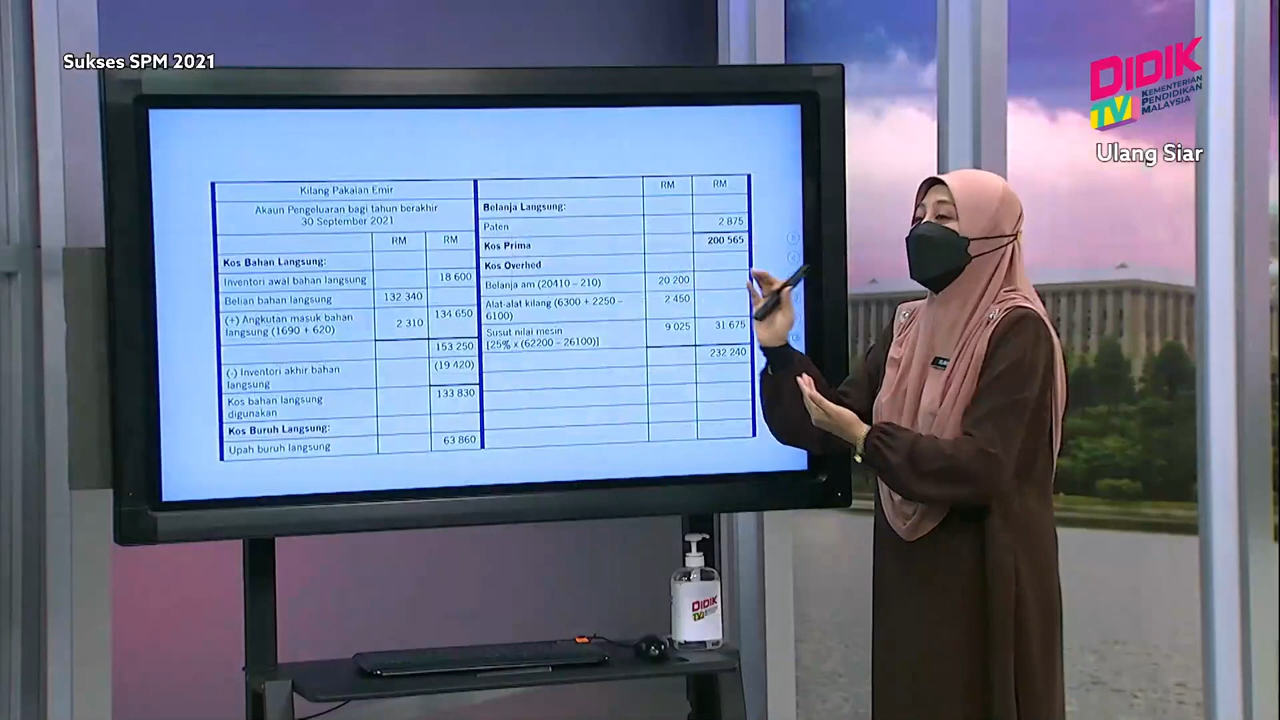 Sukses SPM 2021
DIDIK
TV
KEMENTERIAN
PENDIDIKAN
MALAYSIA
Ulang Siar
Kilang Pakaian Emir
Akaun Pengeluaran bagi tahun berakhir
30 September 2021
RM RM
Kos Bahan Langsung:
Inventori awal bahan langsung 18 600
Belian bahan langsung 132 340
(+) Angkutan masuk bahan
langsung (1690 + 620) 2 310 134 650
153 250
(-) Inventori akhir bahan
langsung (19 420)
Kos bahan langsung
digunakan 133 830
Kos Buruh Langsung:
Upah buruh langsung 63 860
RM RM
Belanja Langsung:
Paten 2 875
Kos Prima 200 565
Kos Overhed
Belanja am (20410 – 210) 20 200
Alat-alat kilang (6300 + 2250 –
6100) 2 450
Susut nilai mesin
[25% x (62200 – 26100)] 9 025 31 675
232 240
DIDIK
TV